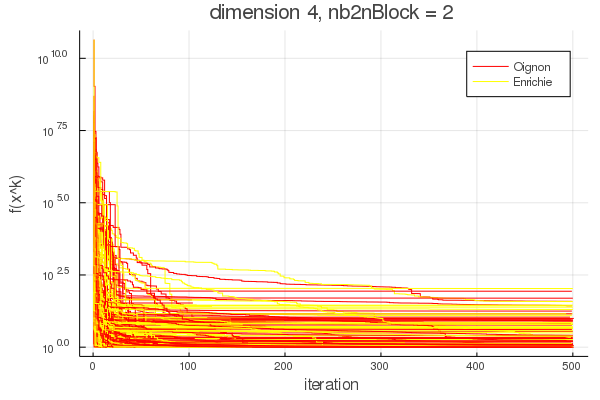 dimension 4, nb2nBlock = 2
Oignon
Enrichie
f(x^k)
10^10.0
10^7.5
10^5.0
10^2.5
10^0.0
0 100 200 300 400 500
iteration